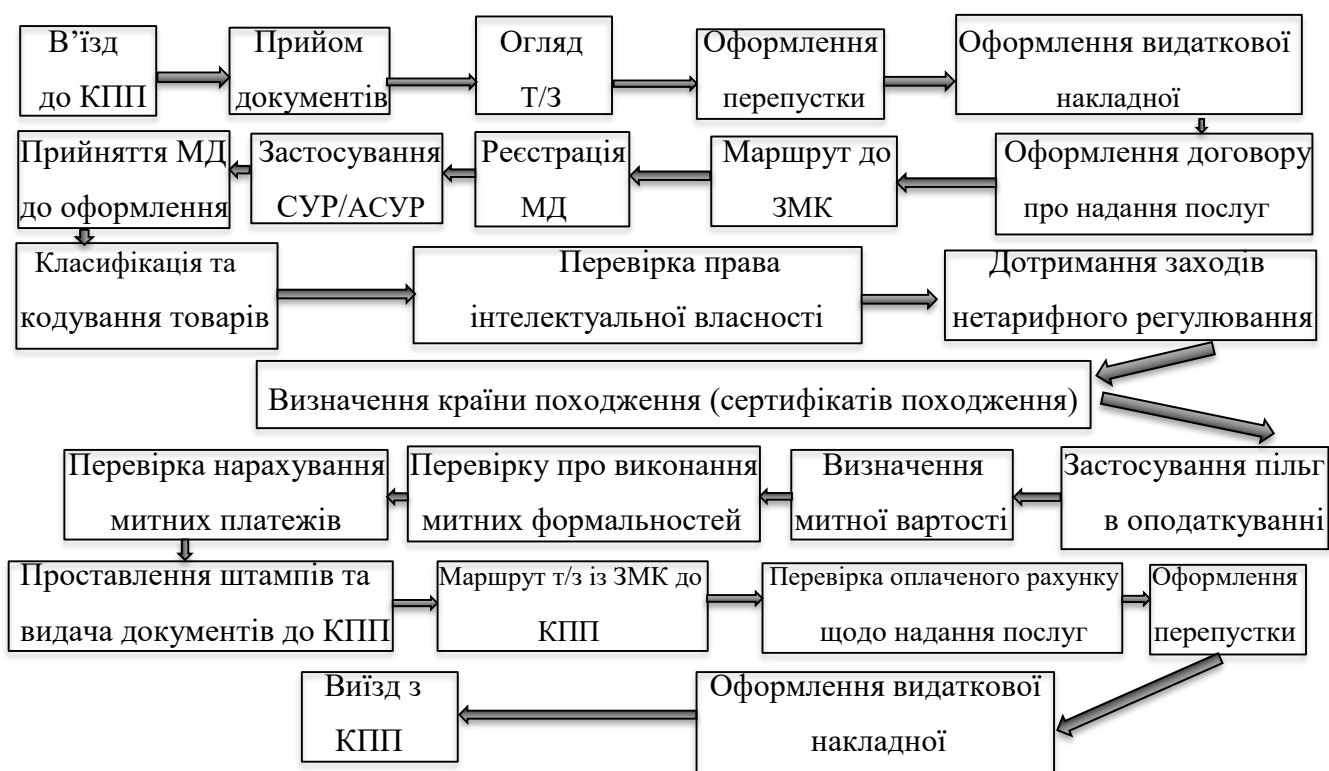 В’їзд
до КПП
Прийом
документів
Огляд
Т/З
Оформлення
перепустки
Оформлення видаткової
накладної
Оформлення договору
про надання послуг
Маршрут до
ЗМК
Реєстрація
МД
Застосування
СУР/АСУР
Прийняття МД
до оформлення
Класифікація та
кодування товарів
Перевірка права
інтелектуальної власності
Дотримання заходів
нетарифного регулювання
Визначення країни походження (сертифікатів походження)
Застосування пільг
в оподаткуванні
Визначення
митної вартості
Перевірку про виконання
митних формальностей
Перевірка нарахування
митних платежів
Проставлення штампів та
видача документів до КПП
Маршрут т/з із ЗМК до
КПП
Перевірка оплаченого рахунку
щодо надання послуг
Оформлення
перепустки
Оформлення видаткової
накладної
Виїзд з
КПП